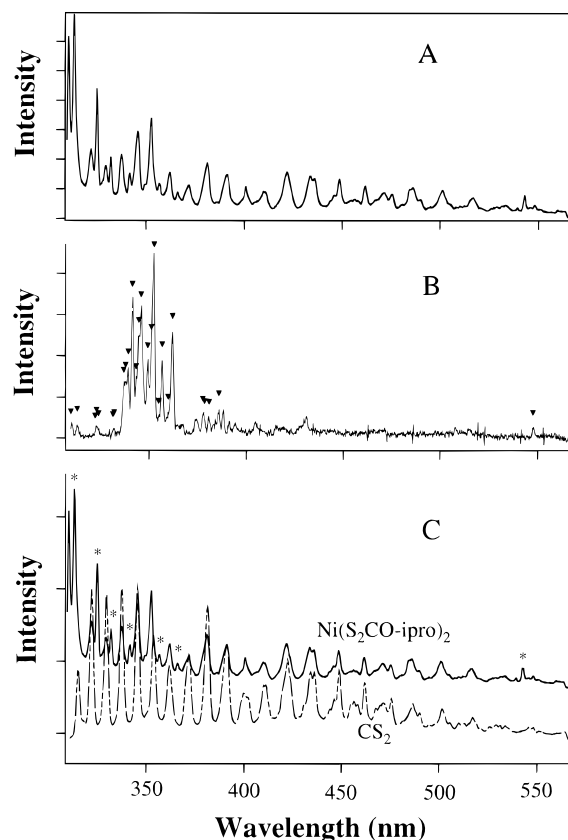 Intensity
A
Intensity
B
Intensity
C
*
*
*
*
*
*
*
Ni(S₂CO-ipro)₂
CS₂
350
400
450
500
550
Wavelength (nm)